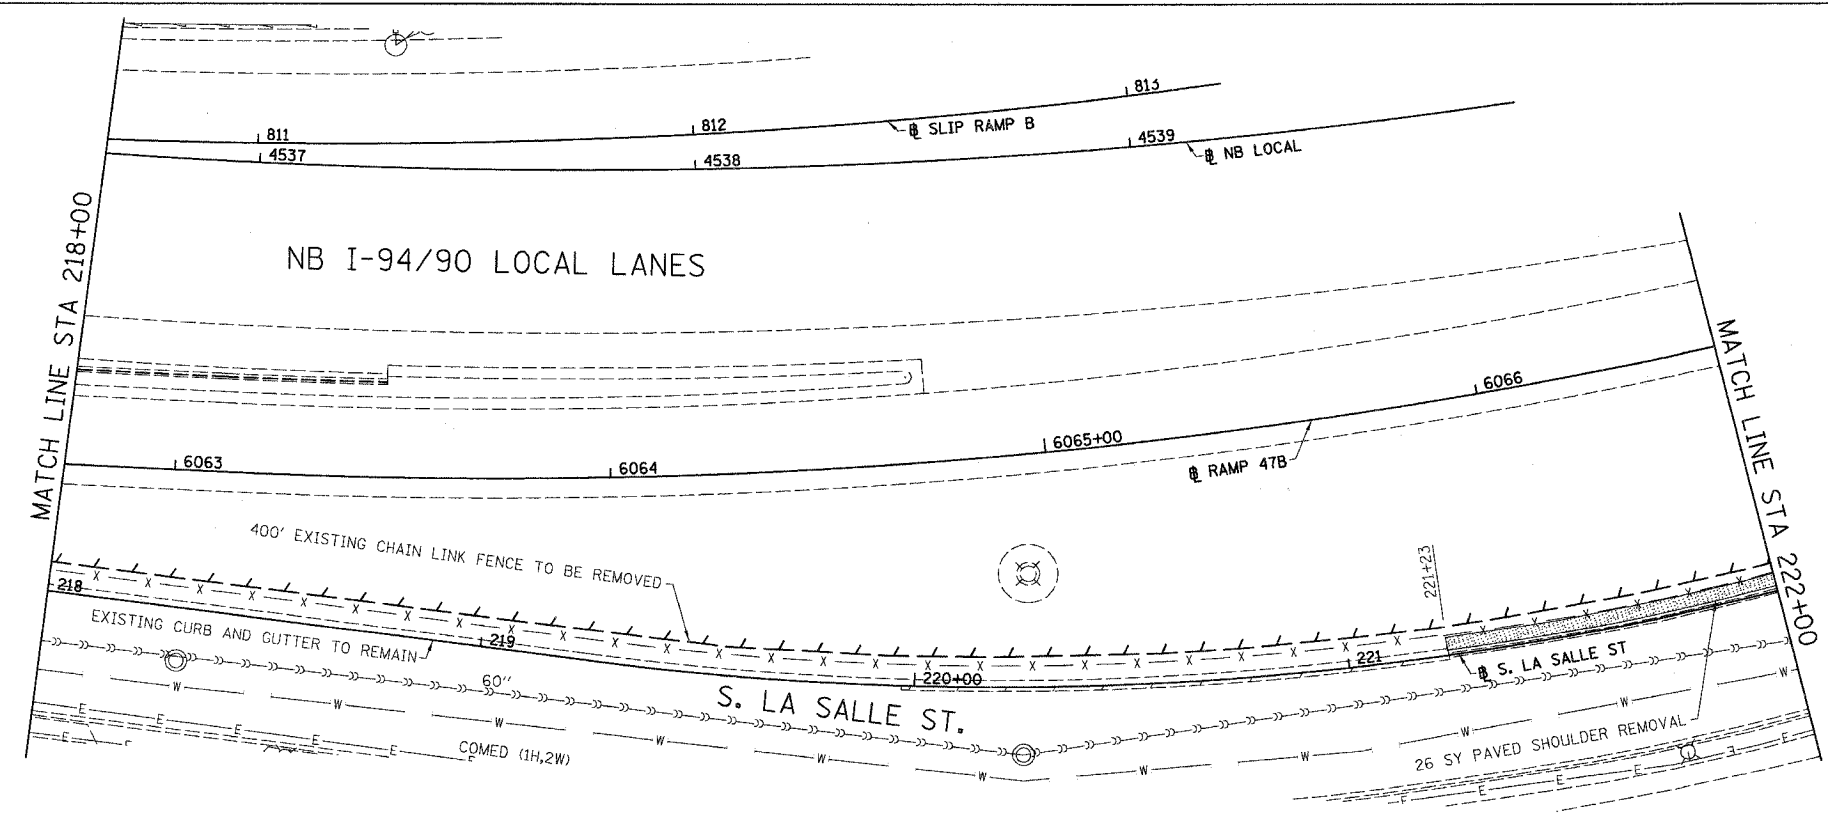 813
811
812
℄ SLIP RAMP B
4537
4538
4539
℄ NB LOCAL
MATCH LINE STA 218+00
NB I-94/90 LOCAL LANES
MATCH LINE STA 222+00
6066
6065+00
6063
6064
℄ RAMP 47B
400' EXISTING CHAIN LINK FENCE TO BE REMOVED
221+23
218
EXISTING CURB AND GUTTER TO REMAIN
219
220+00
221
℄ S. LA SALLE ST
60"
S. LA SALLE ST.
COMED (1H,2W)
26 SY PAVED SHOULDER REMOVAL